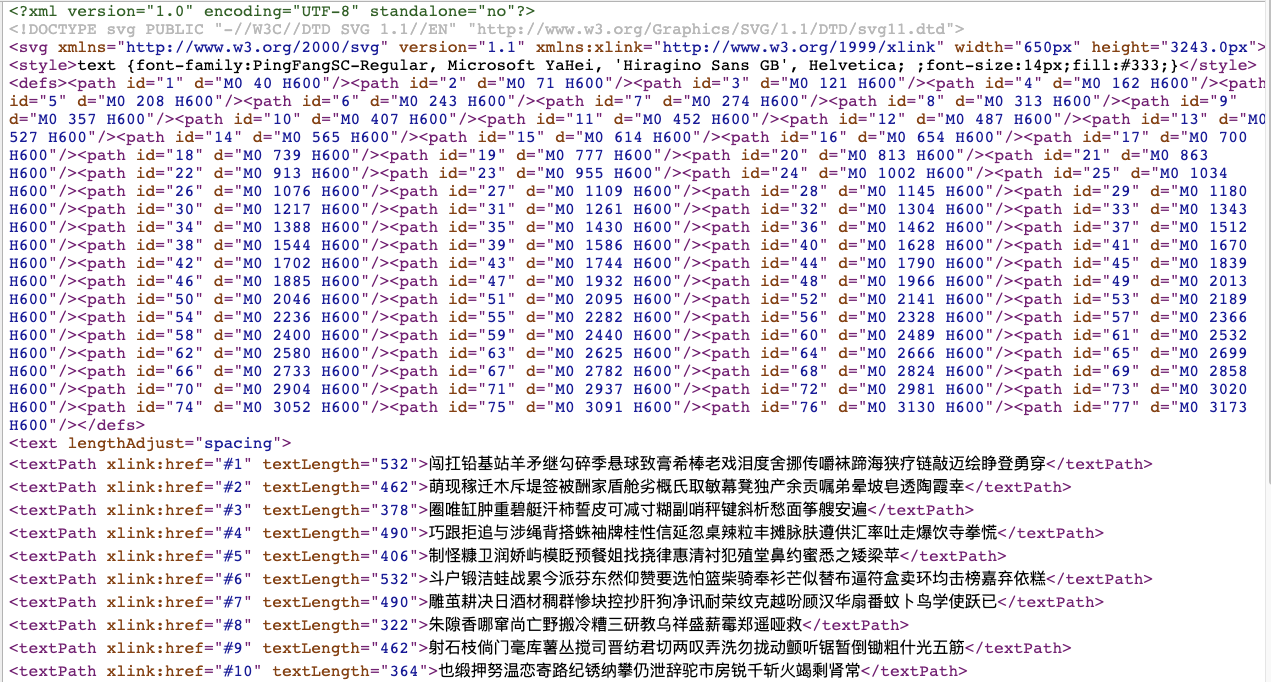 <?xml version="1.0" encoding="UTF-8" standalone="no"?>
<!DOCTYPE svg PUBLIC "-//W3C//DTD SVG 1.1//EN" "http://www.w3.org/Graphics/SVG/1.1/DTD/svg11.dtd">
<svg xmlns="http://www.w3.org/2000/svg" version="1.1" xmlns:xlink="http://www.w3.org/1999/xlink" width="650px" height="3243.0px">
<style>text {font-family:PingFangSC-Regular, Microsoft YaHei, 'Hiragino Sans GB', Helvetica; ;font-size:14px;fill:#333;}</style>
<defs><path id="1" d="M0 40 H600"/><path id="2" d="M0 71 H600"/><path id="3" d="M0 121 H600"/><path id="4" d="M0 162 H600"/><path
id="5" d="M0 208 H600"/><path id="6" d="M0 243 H600"/><path id="7" d="M0 274 H600"/><path id="8" d="M0 313 H600"/><path id="9"
d="M0 357 H600"/><path id="10" d="M0 407 H600"/><path id="11" d="M0 452 H600"/><path id="12" d="M0 487 H600"/><path id="13" d="M0
527 H600"/><path id="14" d="M0 565 H600"/><path id="15" d="M0 614 H600"/><path id="16" d="M0 654 H600"/><path id="17" d="M0 700
H600"/><path id="18" d="M0 739 H600"/><path id="19" d="M0 777 H600"/><path id="20" d="M0 813 H600"/><path id="21" d="M0 863
H600"/><path id="22" d="M0 913 H600"/><path id="23" d="M0 955 H600"/><path id="24" d="M0 1002 H600"/><path id="25" d="M0 1034
H600"/><path id="26" d="M0 1076 H600"/><path id="27" d="M0 1109 H600"/><path id="28" d="M0 1145 H600"/><path id="29" d="M0 1180
H600"/><path id="30" d="M0 1217 H600"/><path id="31" d="M0 1261 H600"/><path id="32" d="M0 1304 H600"/><path id="33" d="M0 1343
H600"/><path id="34" d="M0 1388 H600"/><path id="35" d="M0 1430 H600"/><path id="36" d="M0 1462 H600"/><path id="37" d="M0 1512
H600"/><path id="38" d="M0 1544 H600"/><path id="39" d="M0 1586 H600"/><path id="40" d="M0 1628 H600"/><path id="41" d="M0 1670
H600"/><path id="42" d="M0 1702 H600"/><path id="43" d="M0 1744 H600"/><path id="44" d="M0 1790 H600"/><path id="45" d="M0 1839
H600"/><path id="46" d="M0 1885 H600"/><path id="47" d="M0 1932 H600"/><path id="48" d="M0 1966 H600"/><path id="49" d="M0 2013
H600"/><path id="50" d="M0 2046 H600"/><path id="51" d="M0 2095 H600"/><path id="52" d="M0 2141 H600"/><path id="53" d="M0 2189
H600"/><path id="54" d="M0 2236 H600"/><path id="55" d="M0 2282 H600"/><path id="56" d="M0 2328 H600"/><path id="57" d="M0 2366
H600"/><path id="58" d="M0 2400 H600"/><path id="59" d="M0 2440 H600"/><path id="60" d="M0 2489 H600"/><path id="61" d="M0 2532
H600"/><path id="62" d="M0 2580 H600"/><path id="63" d="M0 2625 H600"/><path id="64" d="M0 2666 H600"/><path id="65" d="M0 2699
H600"/><path id="66" d="M0 2733 H600"/><path id="67" d="M0 2782 H600"/><path id="68" d="M0 2824 H600"/><path id="69" d="M0 2858
H600"/><path id="70" d="M0 2904 H600"/><path id="71" d="M0 2937 H600"/><path id="72" d="M0 2981 H600"/><path id="73" d="M0 3020
H600"/><path id="74" d="M0 3052 H600"/><path id="75" d="M0 3091 H600"/><path id="76" d="M0 3130 H600"/><path id="77" d="M0 3173
H600"/></defs>
<text lengthAdjust="spacing">
<textPath xlink:href="#1" textLength="532">闯扛铅基站羊矛继勾碎季悬球致膏希棒老戏泪度舍挪传嚼袜蹄海狭疗链敲迈绘睁登勇穿</textPath>
<textPath xlink:href="#2" textLength="462">萌现稼迁木斥堤签被酬家盾舱劣概氏取敏幕凳独产余贡嘱弟晕坡皂透陶霞幸</textPath>
<textPath xlink:href="#3" textLength="378">圈唯缸肿重碧艇汗柿誓皮可减寸糊副哨秤键斜析愁面筝艘安遍</textPath>
<textPath xlink:href="#4" textLength="490">巧跟拒追与涉绳背搭蛛袖牌桂性信延忽桌辣粒丰摊脉肤遵供汇率吐走爆饮寺拳慌</textPath>
<textPath xlink:href="#5" textLength="406">制怪糠卫润娇屿模眨预餐姐找挠律惠清衬犯殖堂鼻约蜜悉之矮梁苹</textPath>
<textPath xlink:href="#6" textLength="532">斗户锻洁蛙战累今派芬东然仰赞要选怕篮柴骑奉衫芒似替布逼符盒卖环均击榜嘉弃依糕</textPath>
<textPath xlink:href="#7" textLength="490">雕茧耕决日酒材稠群惨块控抄肝狗净讯耐荣纹克越吩顾汉华扇番蚊卜鸟学使跃已</textPath>
<textPath xlink:href="#8" textLength="322">朱隙香哪窜尚亡野搬冷糟三研教乌祥盛薪霉郑遥哑救</textPath>
<textPath xlink:href="#9" textLength="462">射石枝倘门毫库薯丛搅司晋纺君切两叹弄洗勿拢动颤听锯暂倒锄粗什光五筋</textPath>
<textPath xlink:href="#10" textLength="364">也缎押努温恋寄路纪锈纳攀仍泄辞驼市房锐千斩火竭剩肾常</textPath>